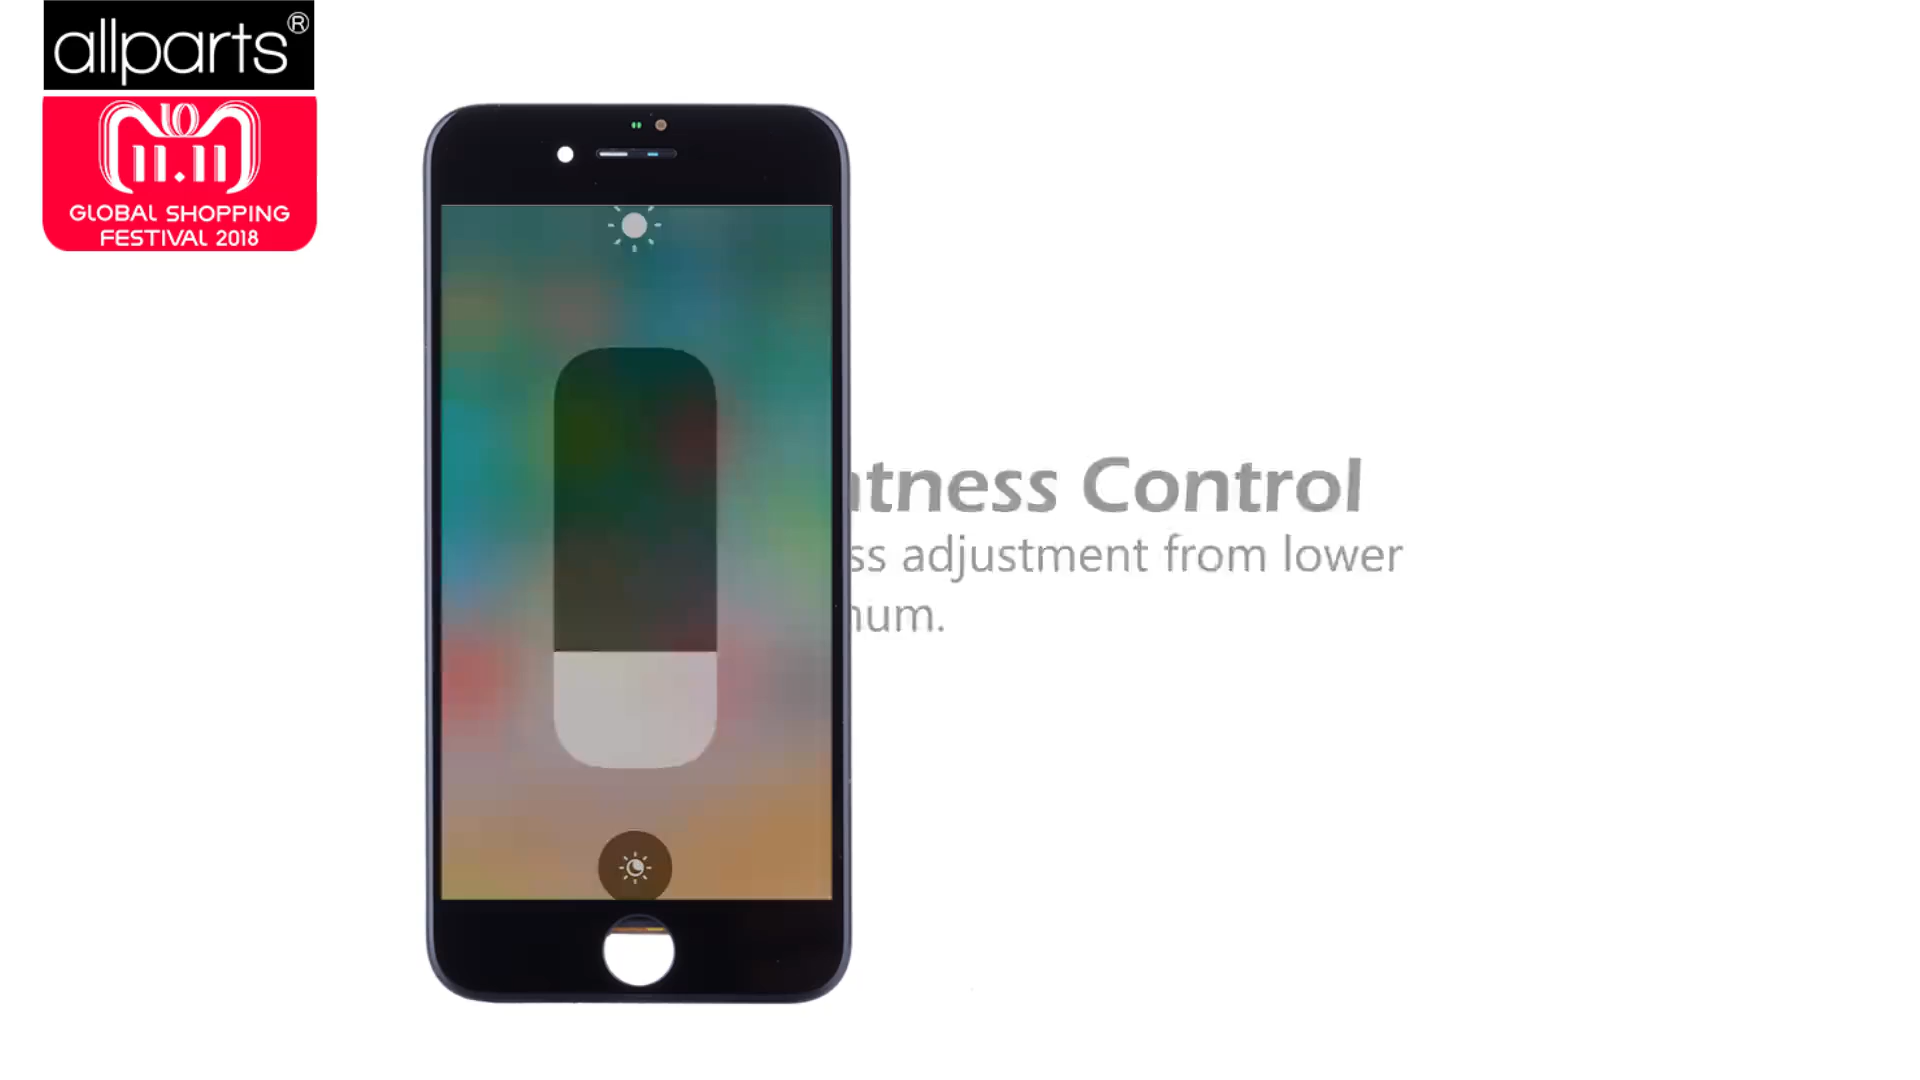 allparts®
11.11
GLOBAL SHOPPING
FESTIVAL 2018
tness Control
ss adjustment from lower
um.